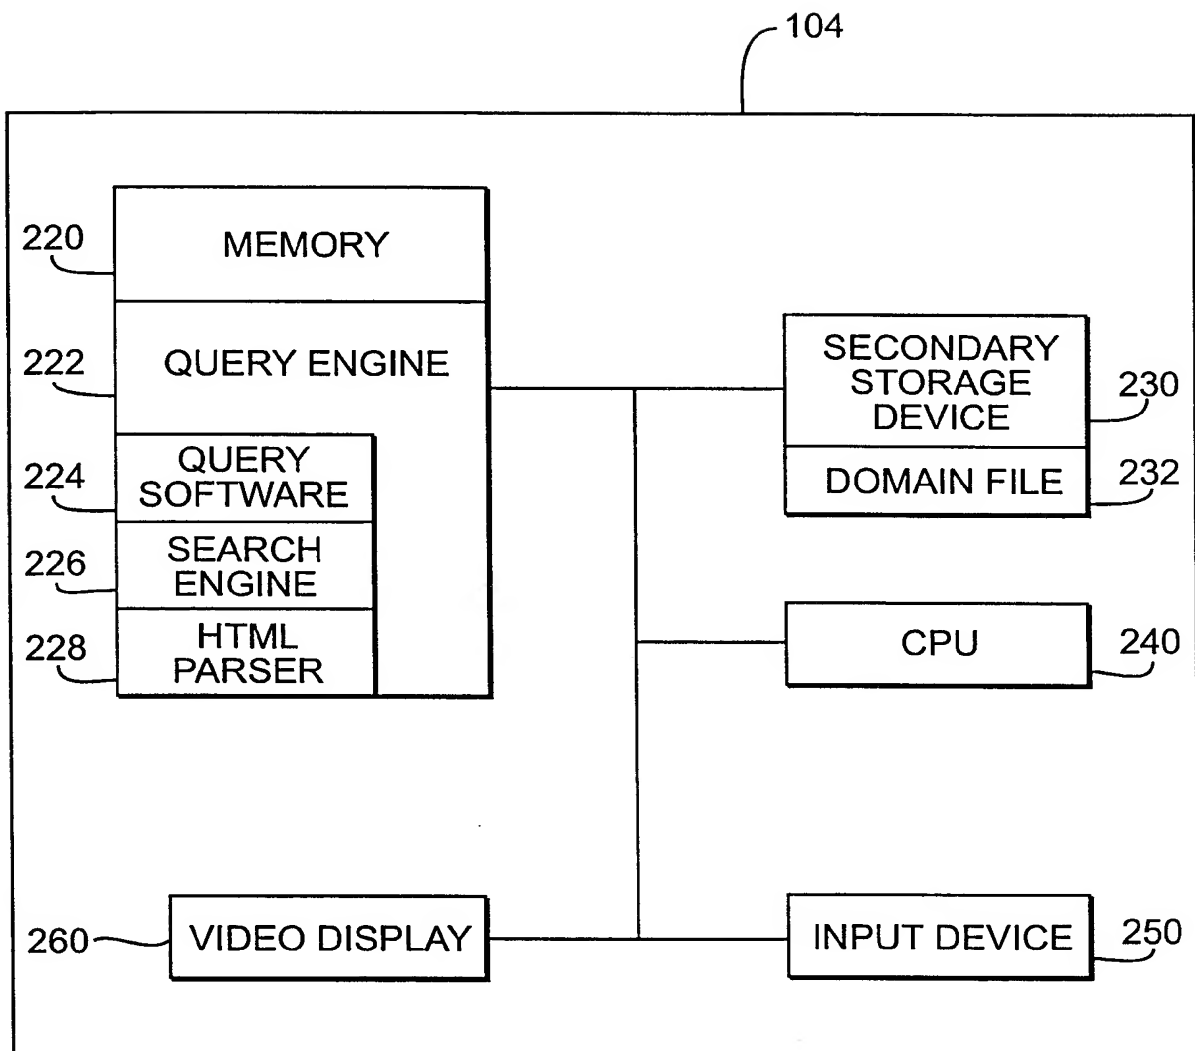 104
220
MEMORY
222
QUERY ENGINE
224
QUERY
SOFTWARE
226
SEARCH
ENGINE
228
HTML
PARSER
SECONDARY
STORAGE
DEVICE
230
DOMAIN FILE
232
CPU
240
260
VIDEO DISPLAY
INPUT DEVICE
250